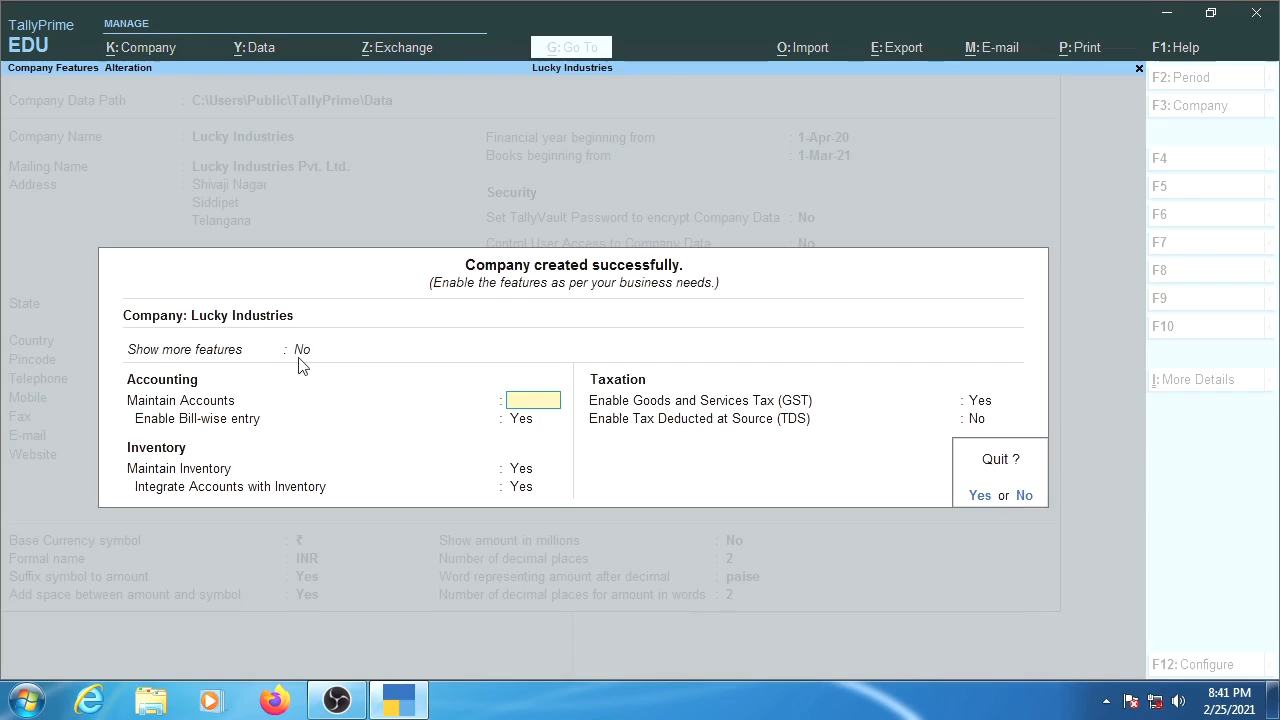 TallyPrime
EDU
MANAGE
K: Company
Y: Data
Z: Exchange
G: Go To
O: Import
E: Export
M: E-mail
P: Print
F1: Help
Company Features Alteration
Lucky Industries
F2: Period
F3: Company
F4
F5
F6
F7
F8
F9
F10
I: More Details
F12: Configure
Company Data Path : C:\Users\Public\TallyPrime\Data
Company Name : Lucky Industries
Mailing Name : Lucky Industries Pvt. Ltd.
Address : Shivaji Nagar
Siddipet
Telangana
State
Country
Pincode
Telephone
Mobile
Fax
E-mail
Website
Financial year beginning from : 1-Apr-20
Books beginning from : 1-Mar-21
Security
Set TallyVault Password to encrypt Company Data : No
Control User Access to Company Data : No
Company created successfully.
(Enable the features as per your business needs.)
Company: Lucky Industries
Show more features : No
Accounting
Maintain Accounts :
Enable Bill-wise entry : Yes
Inventory
Maintain Inventory : Yes
Integrate Accounts with Inventory : Yes
Taxation
Enable Goods and Services Tax (GST) : Yes
Enable Tax Deducted at Source (TDS) : No
Quit ?
Yes or No
Base Currency symbol : ₹
Formal name : INR
Suffix symbol to amount : Yes
Add space between amount and symbol : Yes
Show amount in millions : No
Number of decimal places : 2
Word representing amount after decimal : paise
Number of decimal places for amount in words : 2
8:41 PM
2/25/2021